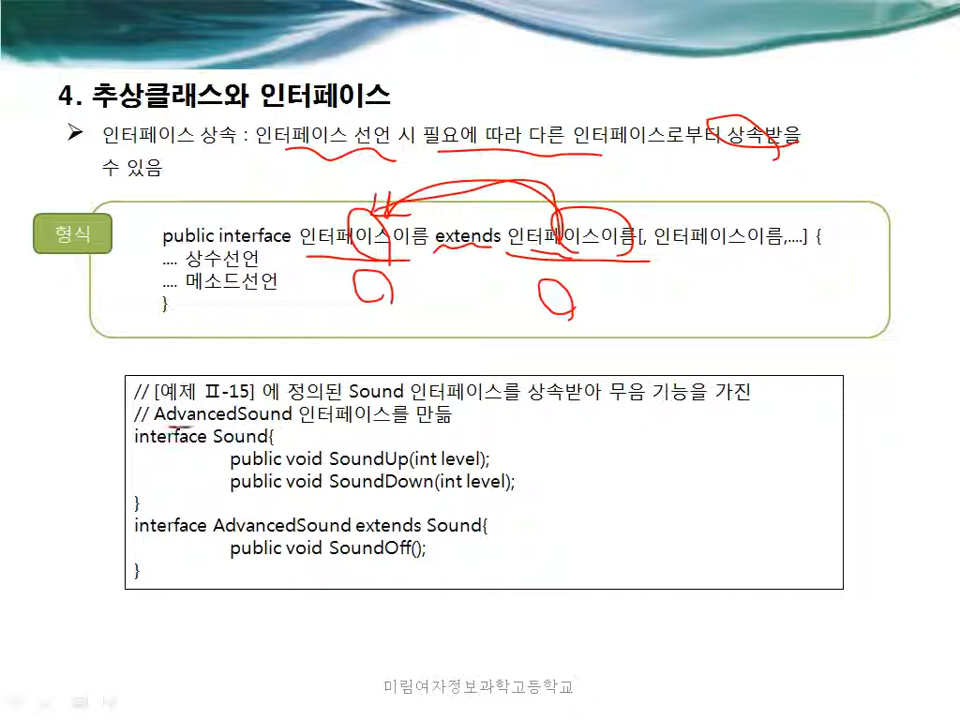 4. 추상클래스와 인터페이스
인터페이스 상속 : 인터페이스 선언 시 필요에 따라 다른 인터페이스로부터 상속받을
수 있음
형식
public interface 인터페이스이름 extends 인터페이스이름[, 인터페이스이름,....] {
.... 상수선언
.... 메소드선언
}
// [예제 Ⅱ-15] 에 정의된 Sound 인터페이스를 상속받아 무음 기능을 가진
// AdvancedSound 인터페이스를 만듦
interface Sound{
public void SoundUp(int level);
public void SoundDown(int level);
}
interface AdvancedSound extends Sound{
public void SoundOff();
}
미림여자정보과학고등학교